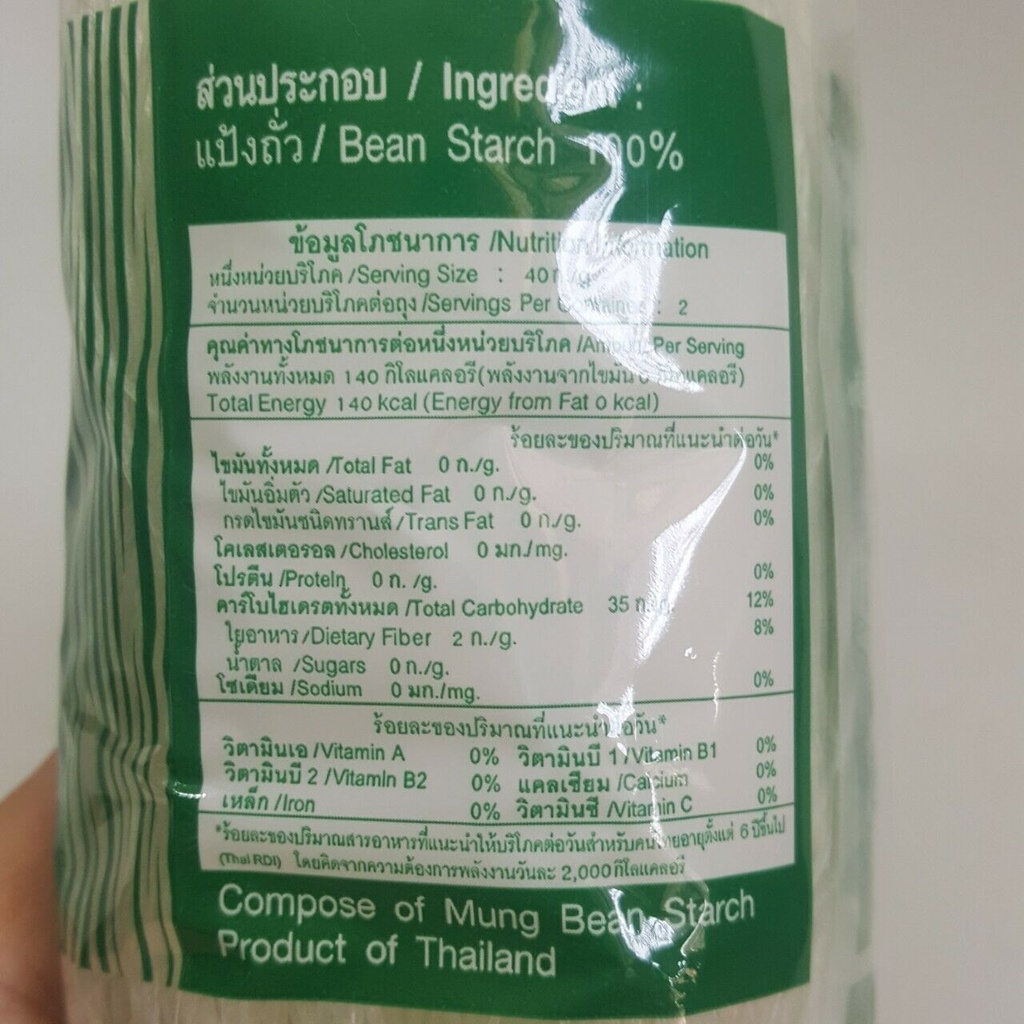 ส่วนประกอบ / Ingredient :
แป้งถั่ว / Bean Starch 100%
ข้อมูลโภชนาการ /Nutrition Information
หนึ่งหน่วยบริโภค /Serving Size : 40 ก./g.
จำนวนหน่วยบริโภคต่อถุง /Servings Per Container : 2
คุณค่าทางโภชนาการต่อหนึ่งหน่วยบริโภค /Amount Per Serving
พลังงานทั้งหมด 140 กิโลแคลอรี(พลังงานจากไขมัน 0 กิโลแคลอรี)
Total Energy 140 kcal (Energy from Fat 0 kcal)
ร้อยละของปริมาณที่แนะนำต่อวัน*
ไขมันทั้งหมด /Total Fat 0 ก./g. 0%
ไขมันอิ่มตัว /Saturated Fat 0 ก./g. 0%
กรดไขมันชนิดทรานส์ /Trans Fat 0 ก./g. 0%
โคเลสเตอรอล /Cholesterol 0 มก./mg.
โปรตีน /Protein 0 ก. /g. 0%
คาร์โบไฮเดรตทั้งหมด /Total Carbohydrate 35 ก./g. 12%
ใยอาหาร /Dietary Fiber 2 ก./g. 8%
น้ำตาล /Sugars 0 ก./g.
โซเดียม /Sodium 0 มก./mg. 0%
ร้อยละของปริมาณที่แนะนำต่อวัน*
วิตามินเอ /Vitamin A 0% วิตามินบี 1 /Vitamin B1 0%
วิตามินบี 2 /Vitamin B2 0% แคลเซียม /Calcium 0%
เหล็ก /Iron 0% วิตามินซี /Vitamin C 0%
*ร้อยละของปริมาณสารอาหารที่แนะนำให้บริโภคต่อวันสำหรับคนไทยอายุตั้งแต่ 6 ปีขึ้นไป
(Thai RDI) โดยคิดจากความต้องการพลังงานวันละ 2,000 กิโลแคลอรี
Compose of Mung Bean Starch
Product of Thailand